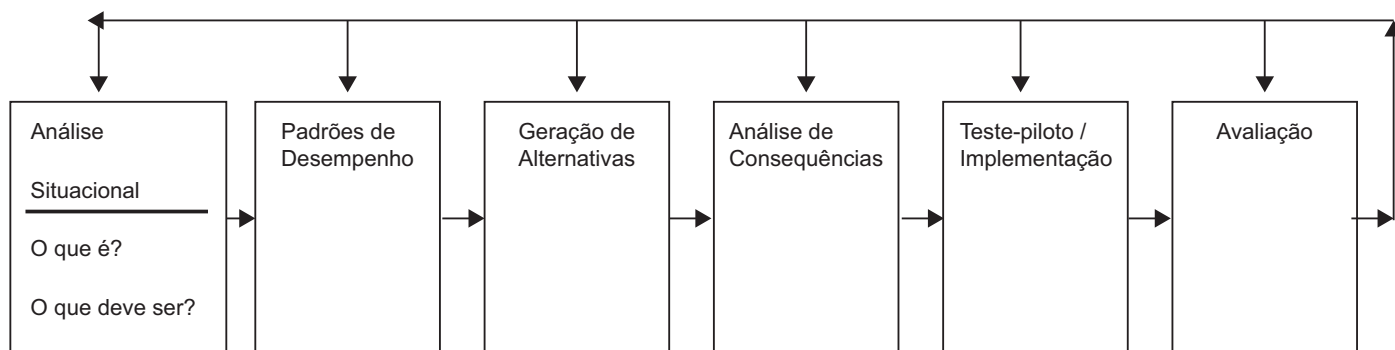 Análise
Situacional
O que é?
O que deve ser?
Padrões de
Desempenho
Geração de
Alternativas
Análise de
Consequências
Teste-piloto /
Implementação
Avaliação